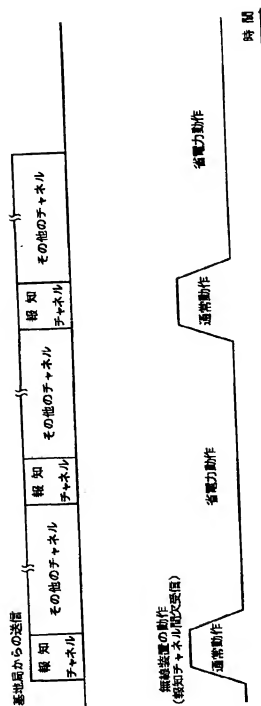 基地局からの送信
報知
チャネル
その他のチャネル
報知
チャネル
その他のチャネル
報知
チャネル
その他のチャネル
無線装置の動作
(報知チャネル間欠受信)
通常動作
省電力動作
通常動作
省電力動作
時間